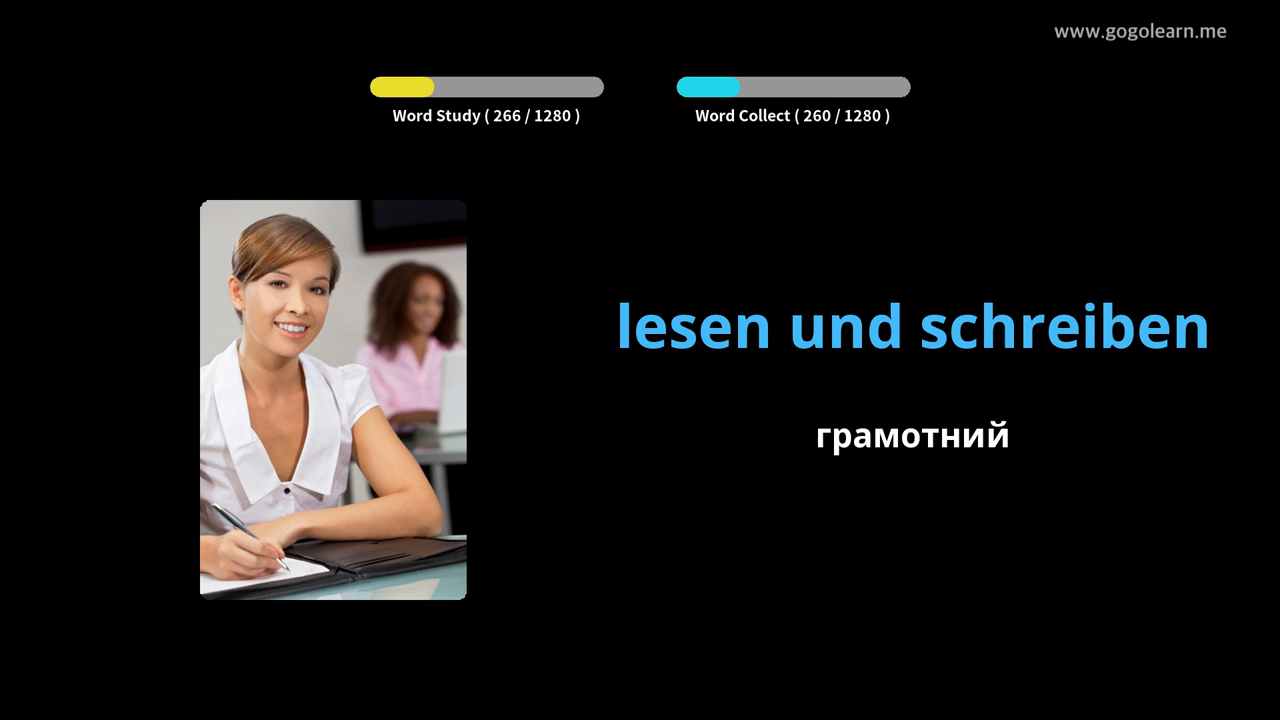 www.gogolearn.me
Word Study ( 266 / 1280 )
Word Collect ( 260 / 1280 )
lesen und schreiben
грамотний